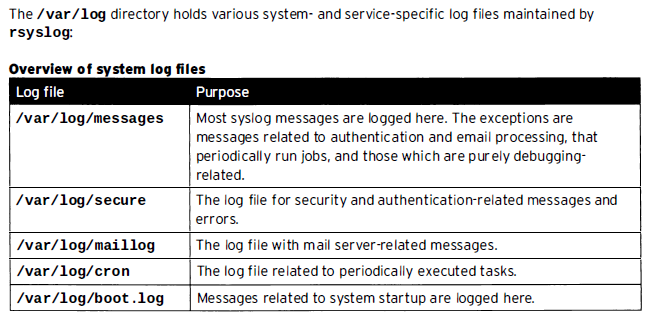 The /var/log directory holds various system- and service-specific log files maintained by
rsyslog:
Overview of system log files
Log file Purpose
/var/log/messages Most syslog messages are logged here. The exceptions are
messages related to authentication and email processing, that
periodically run jobs, and those which are purely debugging-
related.
/var/log/secure The log file for security and authentication-related messages and
errors.
/var/log/maillog The log file with mail server-related messages.
/var/log/cron The log file related to periodically executed tasks.
/var/log/boot.log Messages related to system startup are logged here.